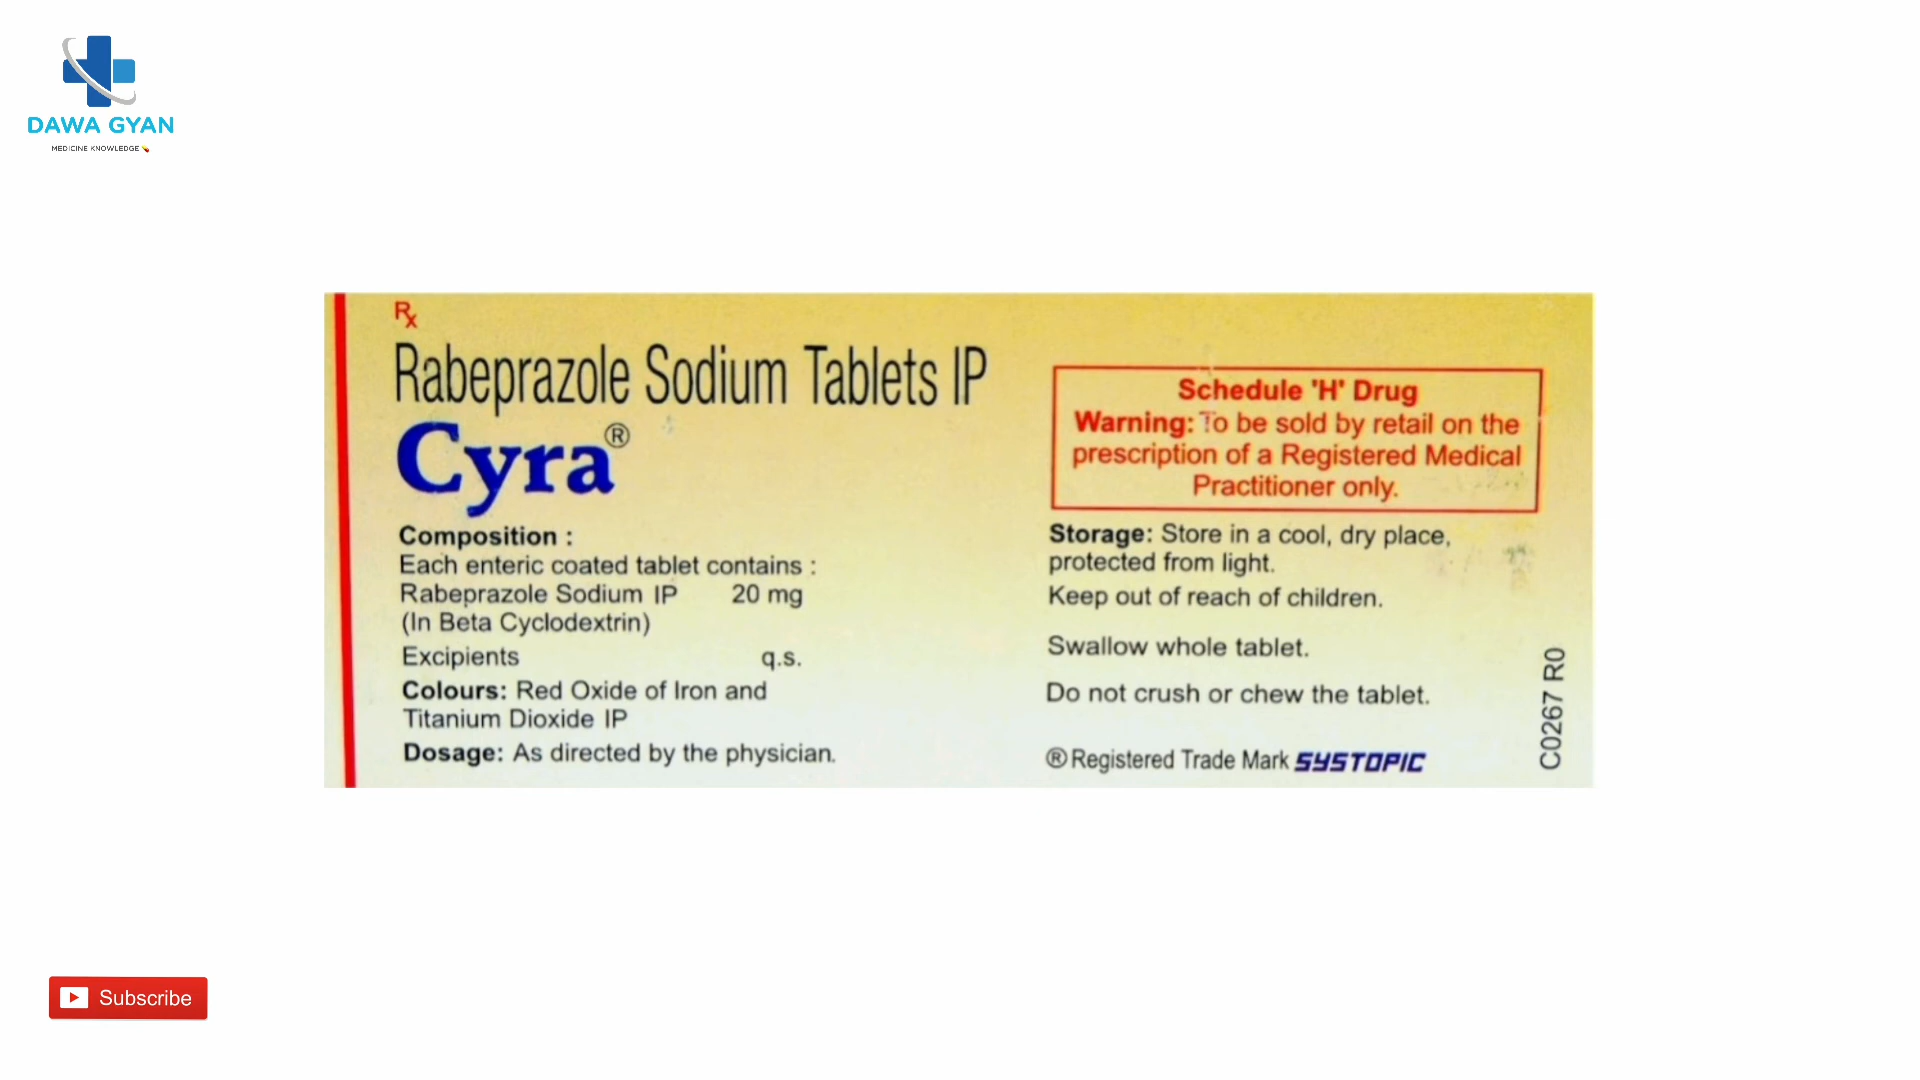 DAWA GYAN
MEDICINE KNOWLEDGE
Rx
Rabeprazole Sodium Tablets IP
Cyra®
Composition :
Each enteric coated tablet contains :
Rabeprazole Sodium IP 20 mg
(In Beta Cyclodextrin)
Excipients q.s.
Colours: Red Oxide of Iron and
Titanium Dioxide IP
Dosage: As directed by the physician.
Schedule 'H' Drug
Warning: To be sold by retail on the
prescription of a Registered Medical
Practitioner only.
Storage: Store in a cool, dry place,
protected from light.
Keep out of reach of children.
Swallow whole tablet.
Do not crush or chew the tablet.
® Registered Trade Mark SYSTOPIC
C0267 R0
Subscribe